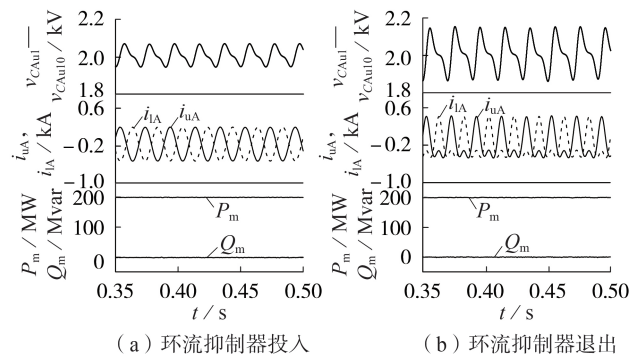 v_CAu1—
v_CAu10 / kV
2.2
2.0
1.8
i_uA,
i_lA / kA
0.6
−0.2
−1.0
i_lA
i_uA
P_m / MW
Q_m / Mvar
200
100
0
P_m
Q_m
0.35 0.40 0.45 0.50
t / s
（a）环流抑制器投入
v_CAu1—
v_CAu10 / kV
2.2
2.0
1.8
i_uA,
i_lA / kA
0.6
−0.2
−1.0
i_lA
i_uA
P_m / MW
Q_m / Mvar
200
100
0
P_m
Q_m
0.35 0.40 0.45 0.50
t / s
（b）环流抑制器退出